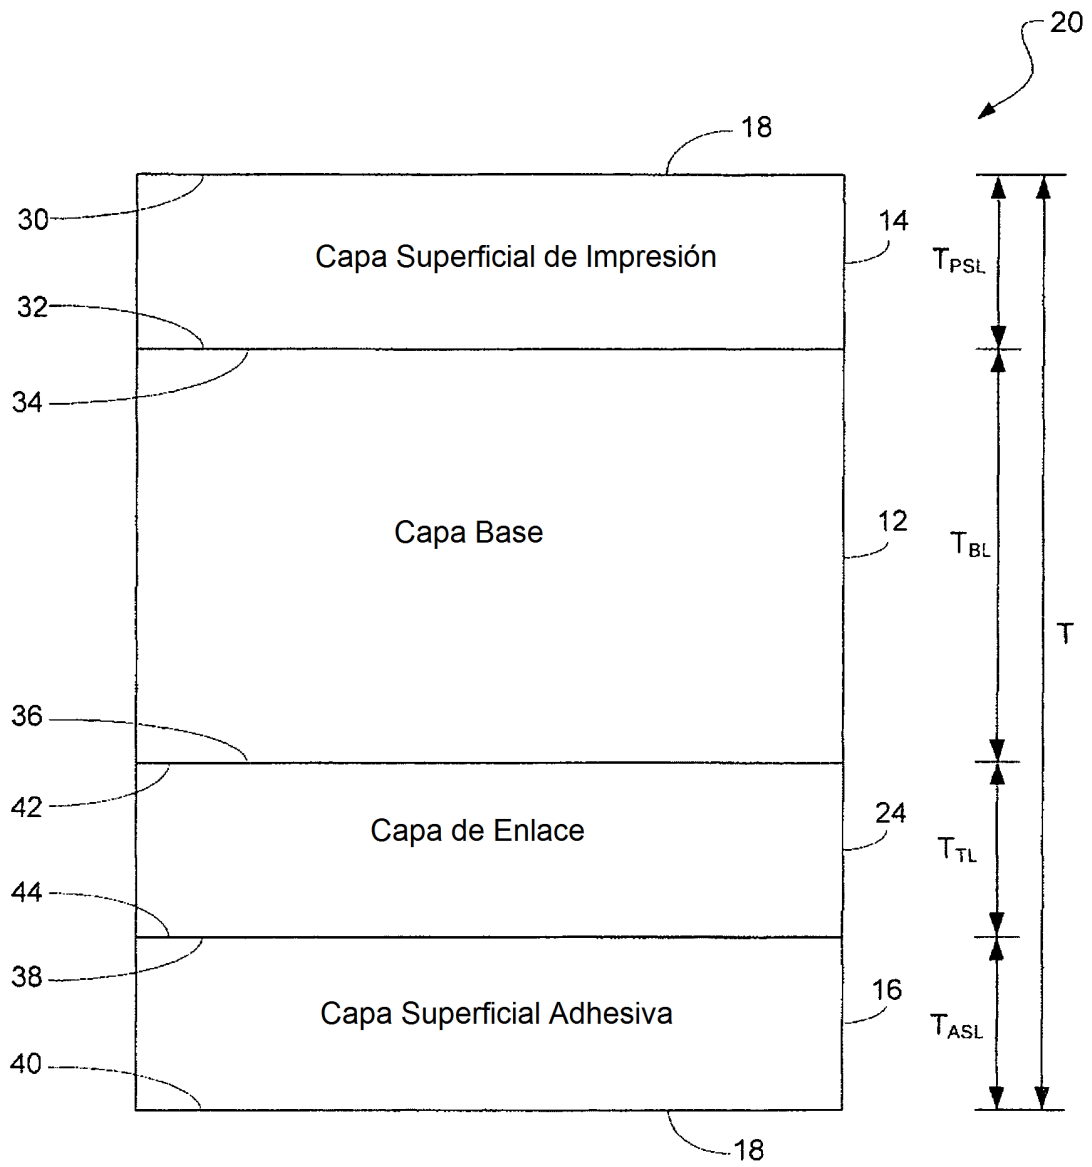 20
18
30
Capa Superficial de Impresión
14
TPSL
32
34
Capa Base
12
TBL
T
36
42
Capa de Enlace
24
TTL
44
38
Capa Superficial Adhesiva
16
TASL
40
18